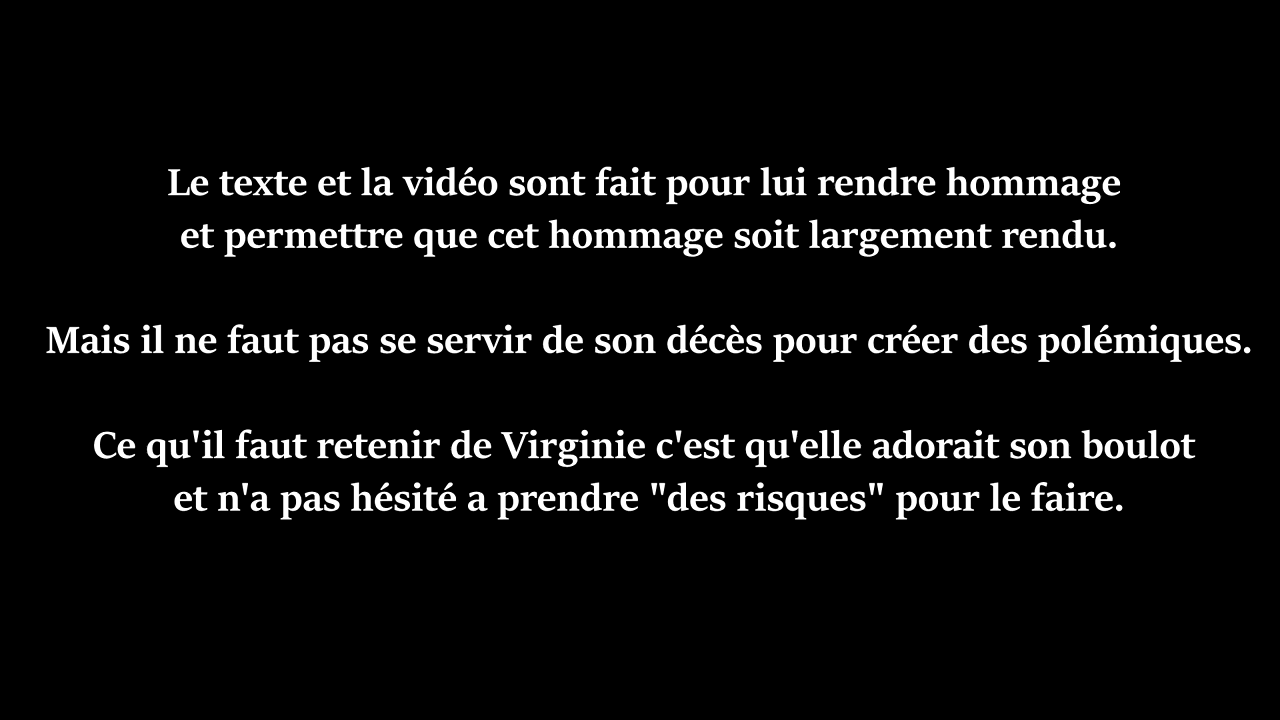 Le texte et la vidéo sont fait pour lui rendre hommage
et permettre que cet hommage soit largement rendu.
Mais il ne faut pas se servir de son décès pour créer des polémiques.
Ce qu'il faut retenir de Virginie c'est qu'elle adorait son boulot
et n'a pas hésité a prendre "des risques" pour le faire.